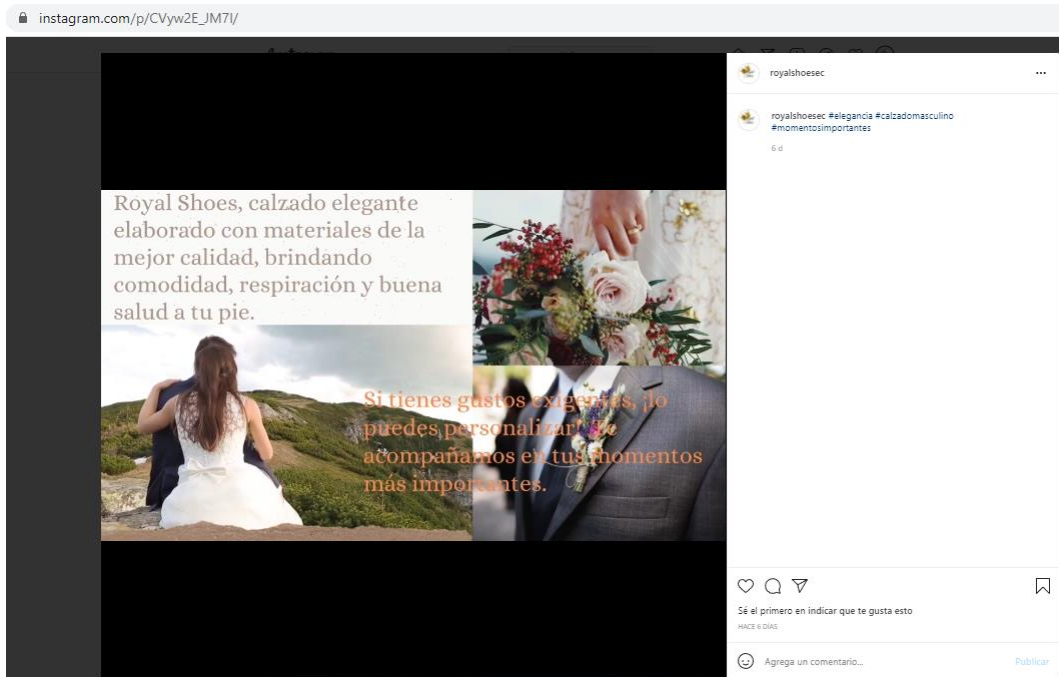 instagram.com/p/CVyw2E_JM7I/
royalshoesec
royalshoesec #elegancia #calzadomasculino
#momentosimportantes
6 d
Royal Shoes, calzado elegante
elaborado con materiales de la
mejor calidad, brindando
comodidad, respiración y buena
salud a tu pie.
Si tienes gustos exigentes, ¡lo
puedes personalizar! Te
acompañamos en tus momentos
más importantes.
Sé el primero en indicar que te gusta esto
HACE 6 DÍAS
Agrega un comentario...
Publicar